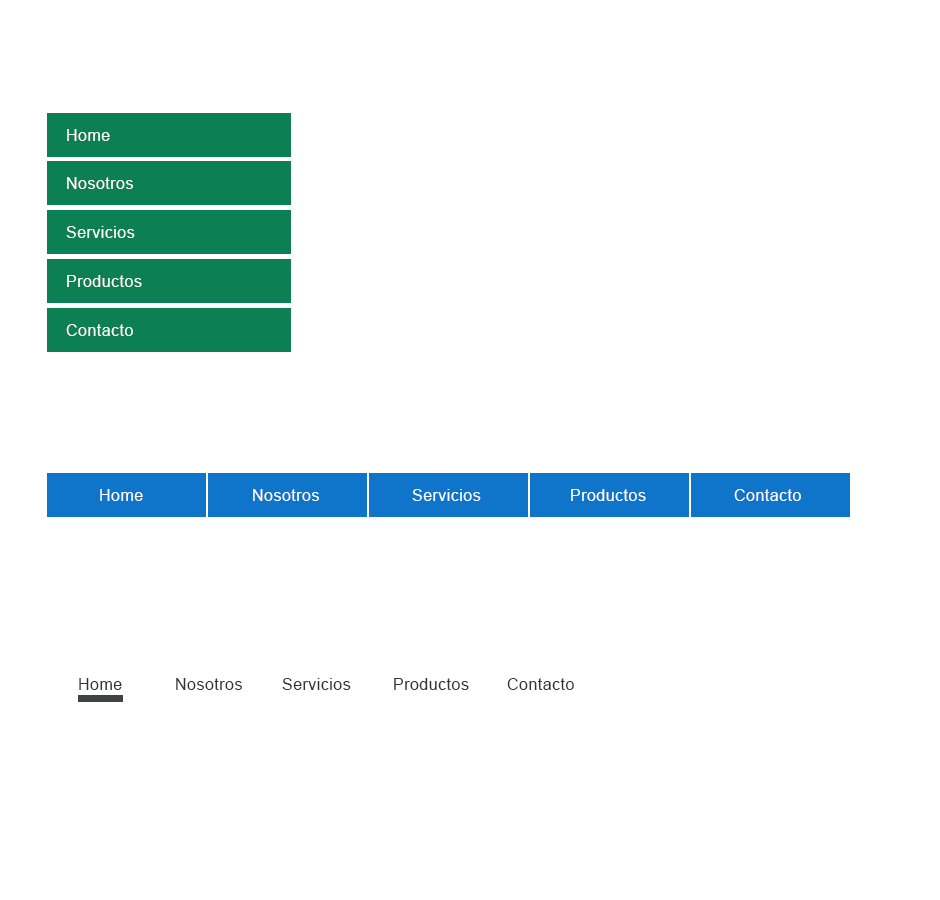 Home
Nosotros
Servicios
Productos
Contacto
Home Nosotros Servicios Productos Contacto
Home Nosotros Servicios Productos Contacto